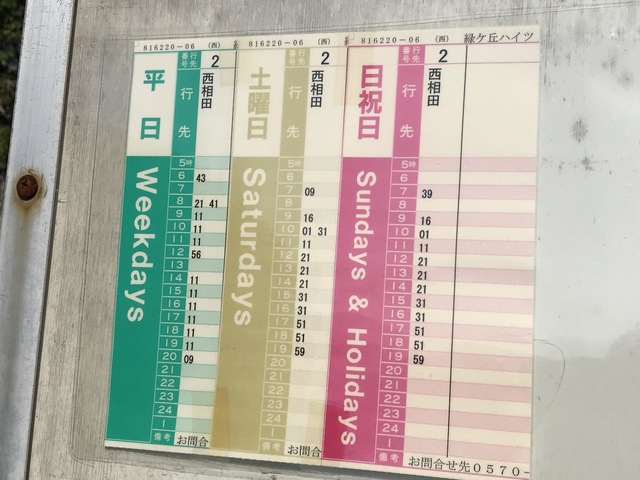 816220-06 (西)
行先番号 2
平日
行先
西相田
Weekdays
5時
6 43
7
8 21 41
9 11
10 11
11 11
12 56
13
14 11
15 11
16 11
17 11
18 11
19 11
20 09
21
22
23
24
1
備考 お問合
816220-06 (西)
行先番号 2
土曜日
行先
西相田
Saturdays
5時
6
7 09
8
9 16
10 01 31
11 11
12 21
13 21
14 21
15 31
16 31
17 51
18 51
19 59
20
21
22
23
24
1
備考 お問合
816220-06 (西) 緑ケ丘ハイツ
行先番号 2
日祝日
行先
西相田
Sundays & Holidays
5時
6
7 39
8
9 16
10 01
11 11
12 21
13 21
14 21
15 31
16 31
17 51
18 51
19 59
20
21
22
23
24
1
備考 お問合せ先0570-